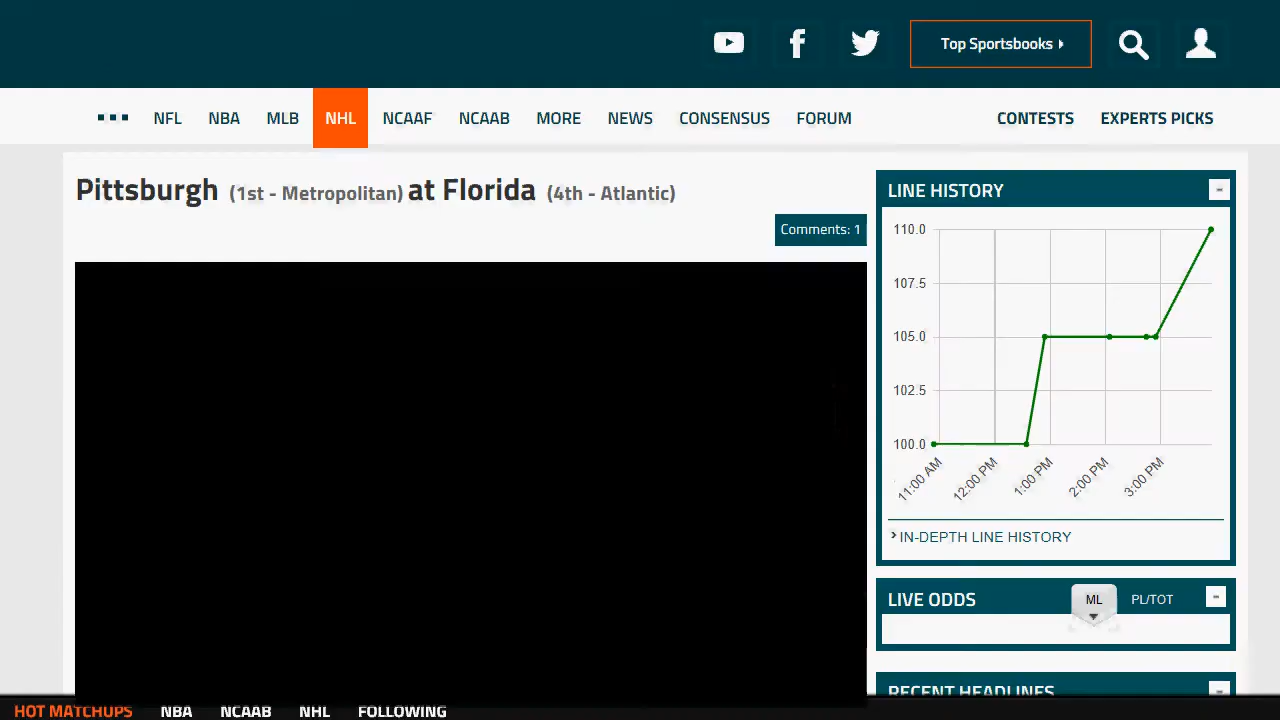 Top Sportsbooks
NFL NBA MLB NHL NCAAF NCAAB MORE NEWS CONSENSUS FORUM CONTESTS EXPERTS PICKS
Pittsburgh (1st - Metropolitan) at Florida (4th - Atlantic)
Comments: 1
LINE HISTORY
110.0
107.5
105.0
102.5
100.0
11:00 AM 12:00 PM 1:00 PM 2:00 PM 3:00 PM
IN-DEPTH LINE HISTORY
LIVE ODDS ML PL/TOT
RECENT HEADLINES
HOT MATCHUPS NBA NCAAB NHL FOLLOWING